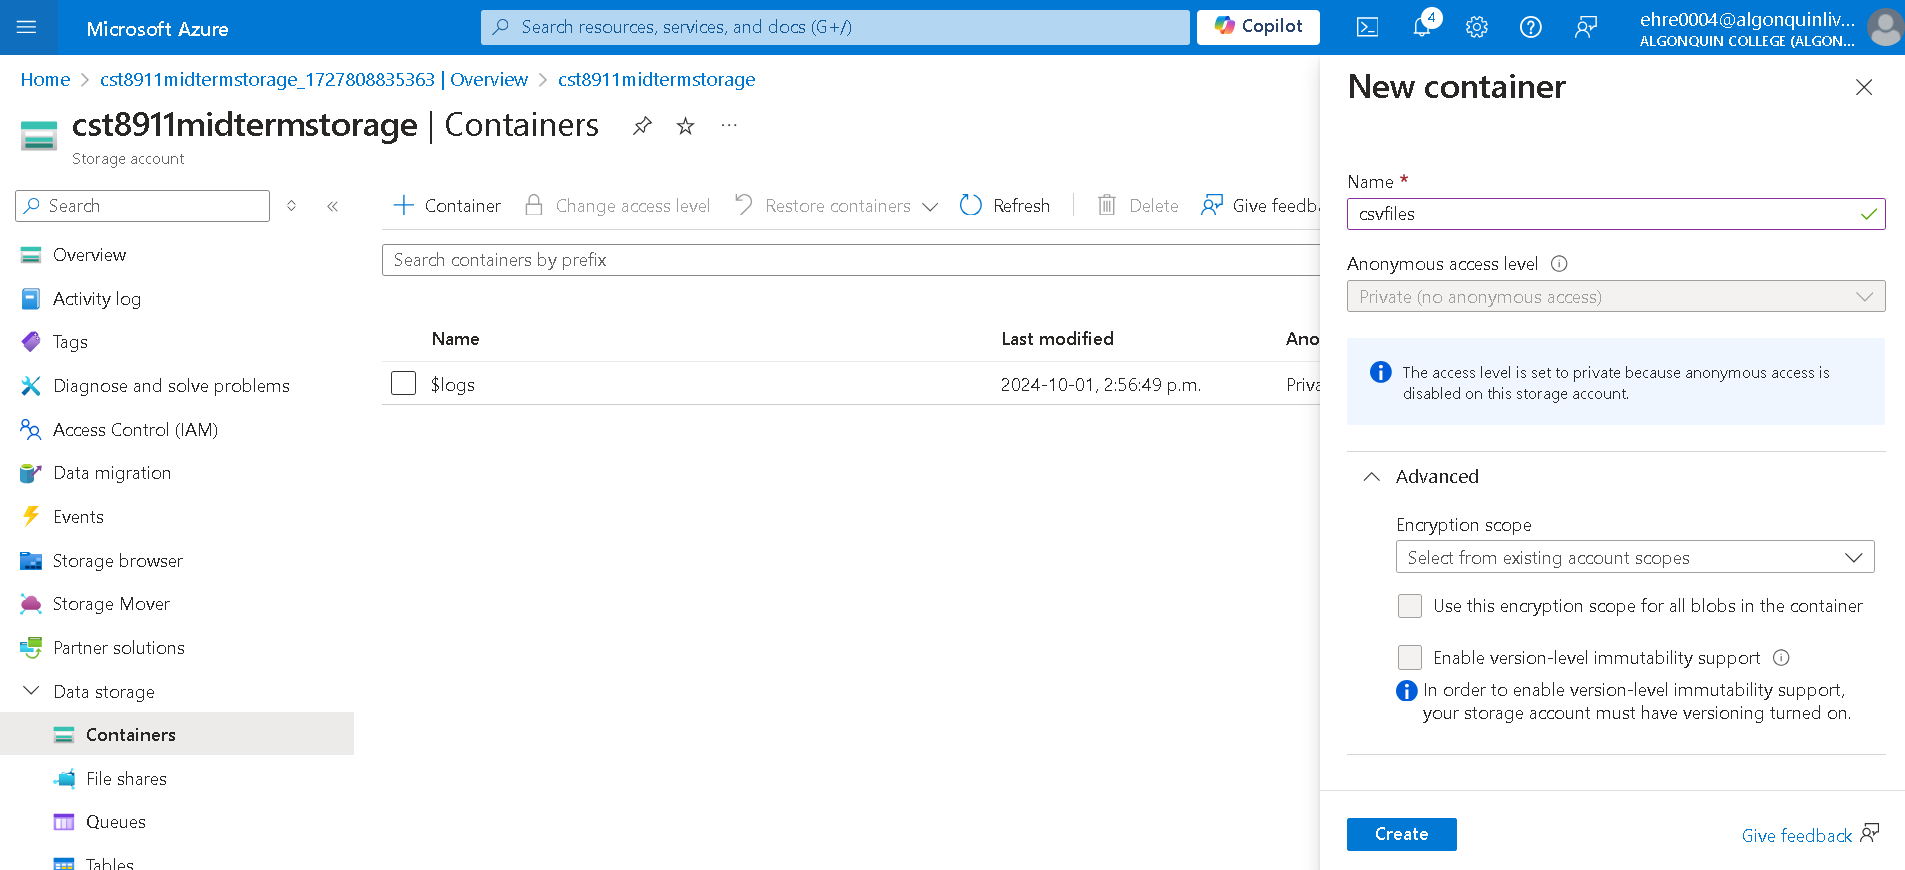 Microsoft Azure
Search resources, services, and docs (G+/)
Copilot
4
ehre0004@algonquinliv...
ALGONQUIN COLLEGE (ALGON...
Home > cst8911midtermstorage_1727808835363 | Overview > cst8911midtermstorage
cst8911midtermstorage | Containers
Storage account
Search
Overview
Activity log
Tags
Diagnose and solve problems
Access Control (IAM)
Data migration
Events
Storage browser
Storage Mover
Partner solutions
Data storage
Containers
File shares
Queues
Tables
Container Change access level Restore containers Refresh Delete Give feedb
Search containers by prefix
Name Last modified Ano
$logs 2024-10-01, 2:56:49 p.m. Priva
New container
Name *
csvfiles
Anonymous access level
Private (no anonymous access)
The access level is set to private because anonymous access is
disabled on this storage account.
Advanced
Encryption scope
Select from existing account scopes
Use this encryption scope for all blobs in the container
Enable version-level immutability support
In order to enable version-level immutability support,
your storage account must have versioning turned on.
Create
Give feedback